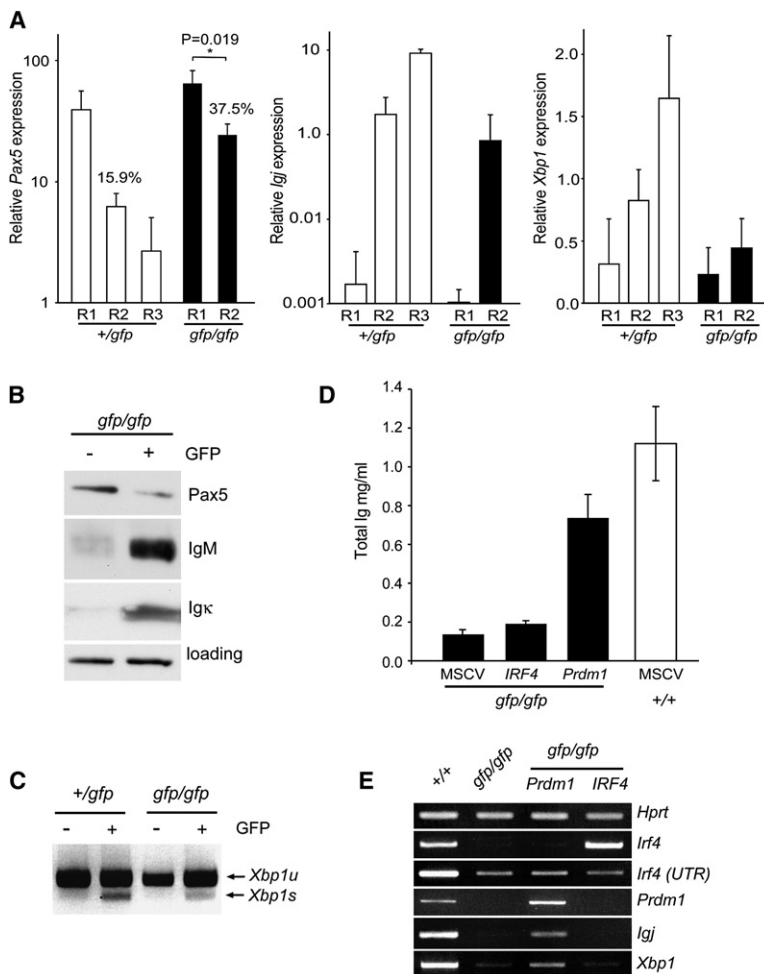 A
P=0.019
*
Relative Pax5 expression
100
10
1
15.9%
37.5%
R1 R2 R3 R1 R2
+/gfp gfp/gfp
Relative Igj expression
10
1.0
0.01
0.001
R1 R2 R3 R1 R2
+/gfp gfp/gfp
Relative Xbp1 expression
2.0
1.5
1.0
0.5
0.0
R1 R2 R3 R1 R2
+/gfp gfp/gfp
B
gfp/gfp
- + GFP
Pax5
IgM
Igκ
loading
C
+/gfp gfp/gfp
- + - + GFP
Xbp1u
Xbp1s
D
Total Ig mg/ml
1.4
1.2
1.0
0.8
0.6
0.4
0.2
0.0
MSCV IRF4 Prdm1 MSCV
gfp/gfp +/+
E
gfp/gfp
+/+ gfp/gfp Prdm1 IRF4
Hprt
Irf4
Irf4 (UTR)
Prdm1
Igj
Xbp1